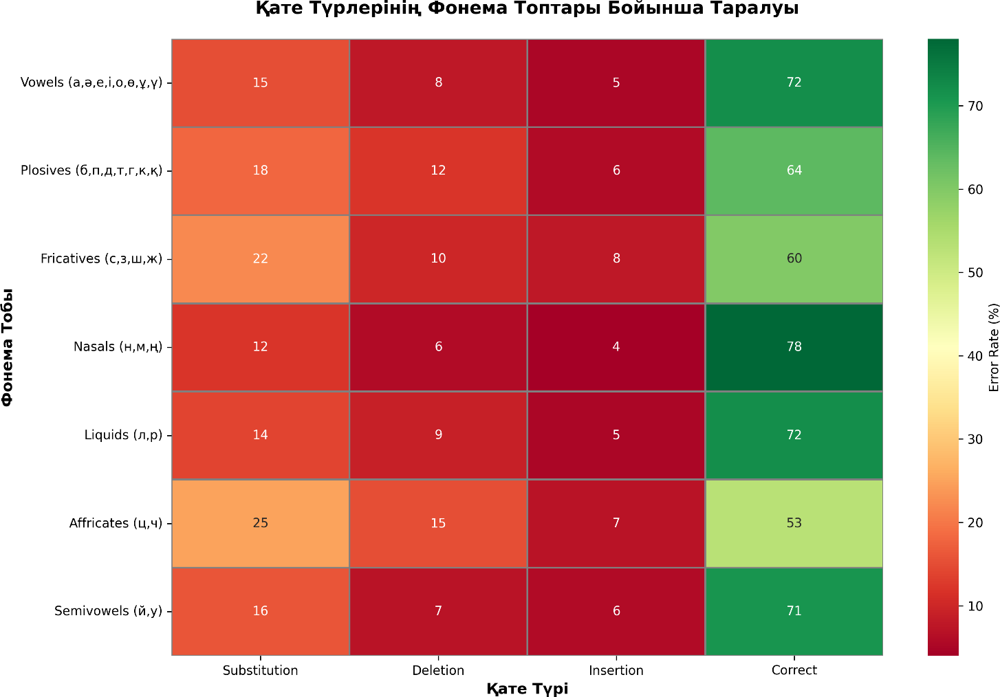 Қате Түрлерінің Фонема Топтары Бойынша Таралуы
Фонема Тобы
Vowels (а,ә,е,і,о,ө,ұ,ү) 15 8 5 72
Plosives (б,п,д,т,г,к,қ) 18 12 6 64
Fricatives (с,з,ш,ж) 22 10 8 60
Nasals (н,м,ң) 12 6 4 78
Liquids (л,р) 14 9 5 72
Affricates (ц,ч) 25 15 7 53
Semivowels (й,у) 16 7 6 71
Substitution Deletion Insertion Correct
Қате Түрі
70
60
50
40
30
20
10
Error Rate (%)